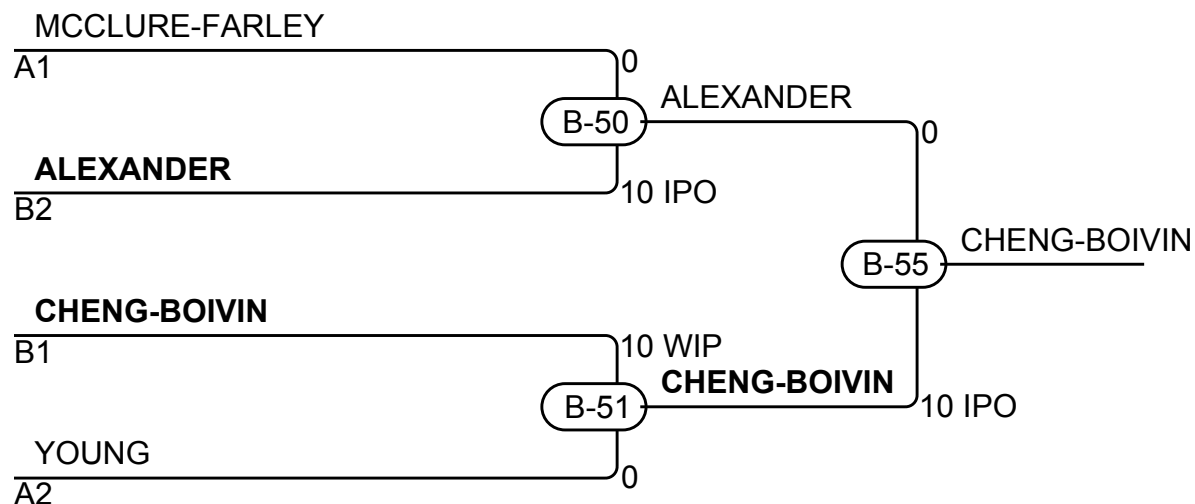 MCCLURE-FARLEY
A1
0
B-50
ALEXANDER
0
ALEXANDER
B2
10 IPO
B-55
CHENG-BOIVIN
CHENG-BOIVIN
B1
10 WIP
B-51
CHENG-BOIVIN
10 IPO
YOUNG
A2
0